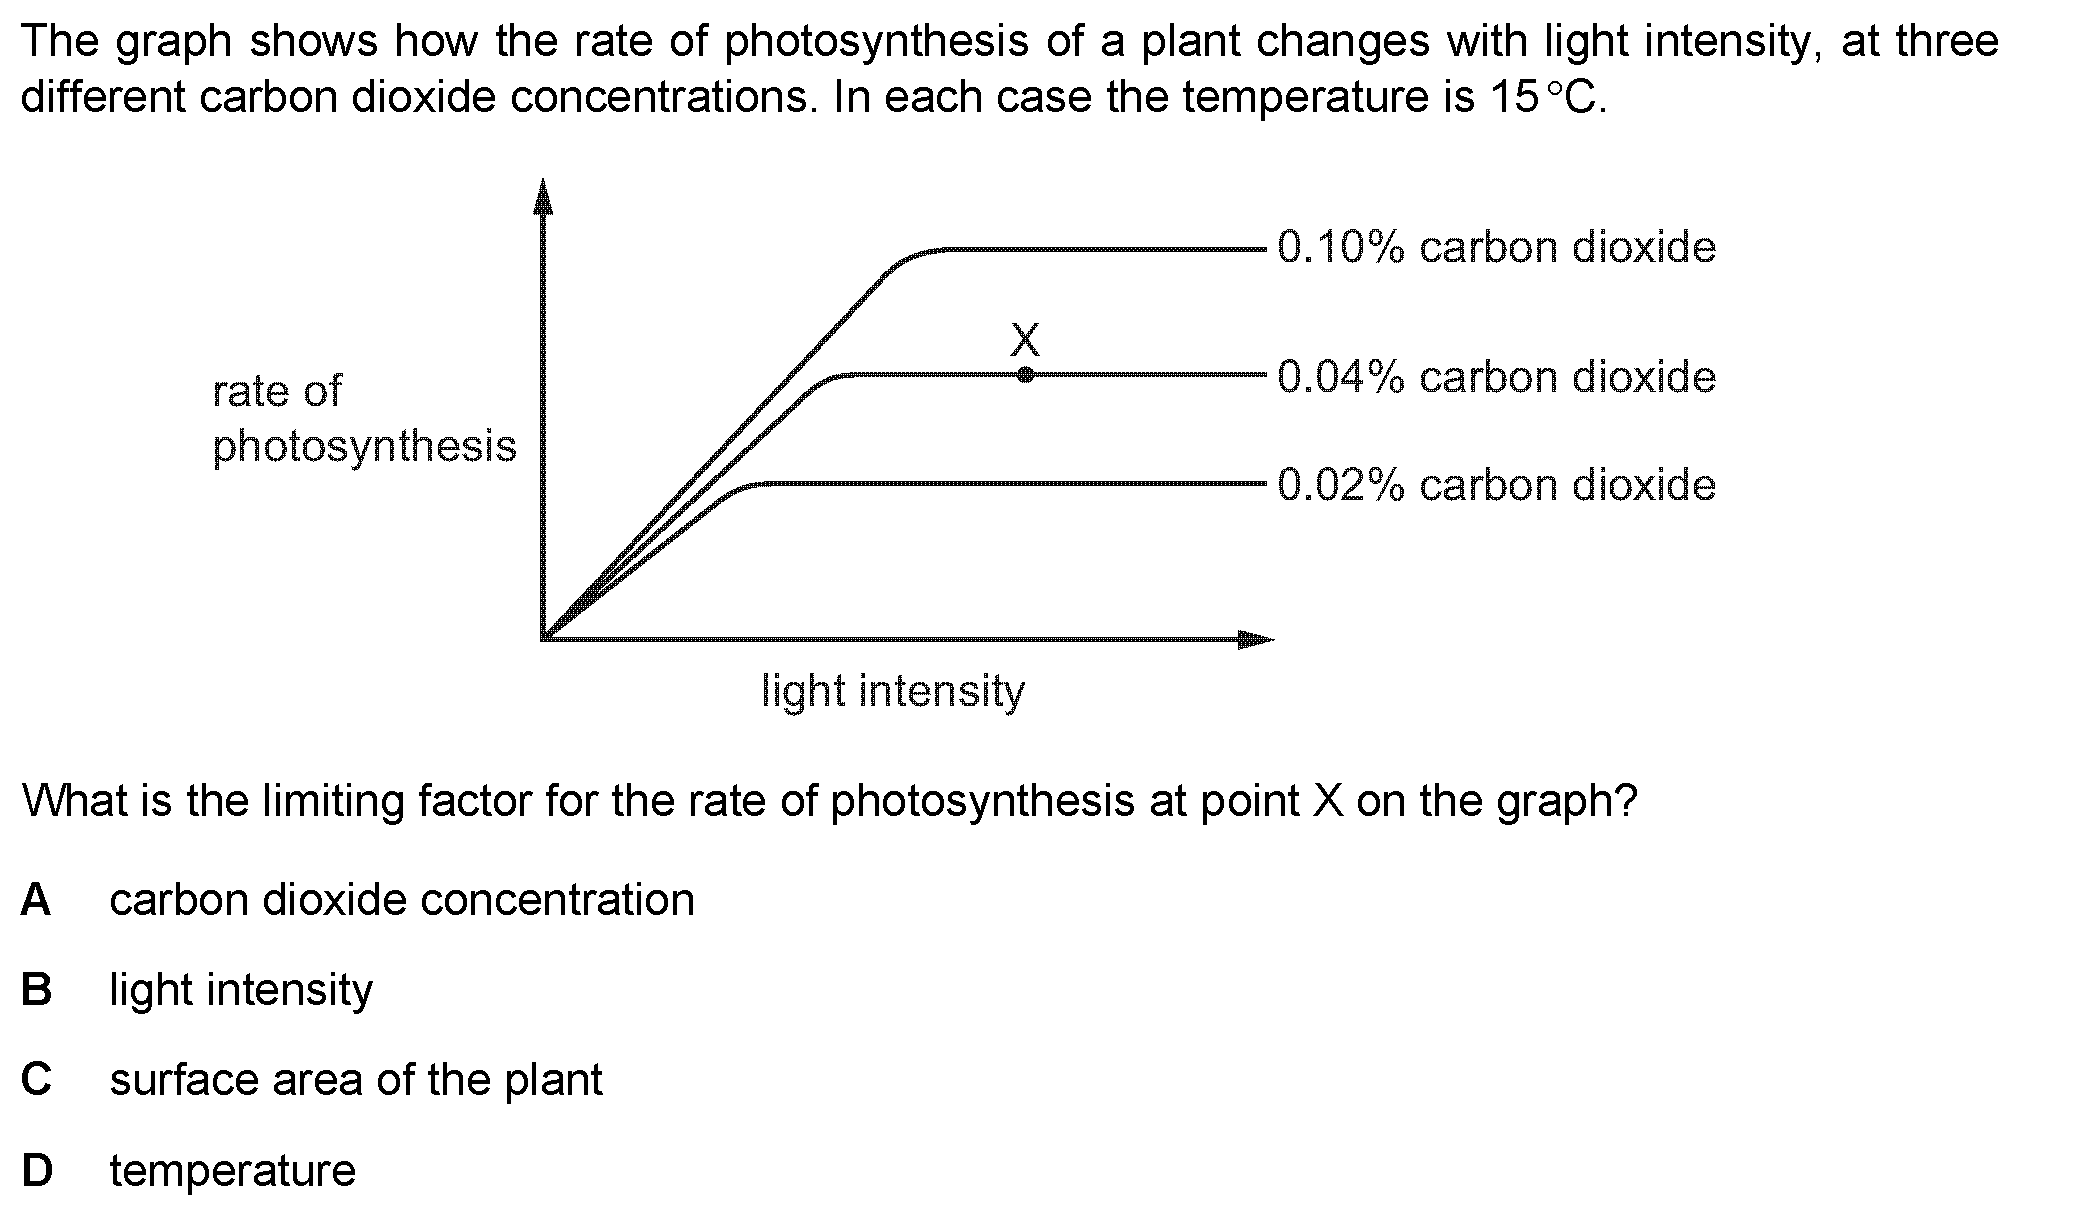 The graph shows how the rate of photosynthesis of a plant changes with light intensity, at three
different carbon dioxide concentrations. In each case the temperature is 15 °C.
0.10% carbon dioxide
X
0.04% carbon dioxide
rate of
photosynthesis
0.02% carbon dioxide
light intensity
What is the limiting factor for the rate of photosynthesis at point X on the graph?
A carbon dioxide concentration
B light intensity
C surface area of the plant
D temperature